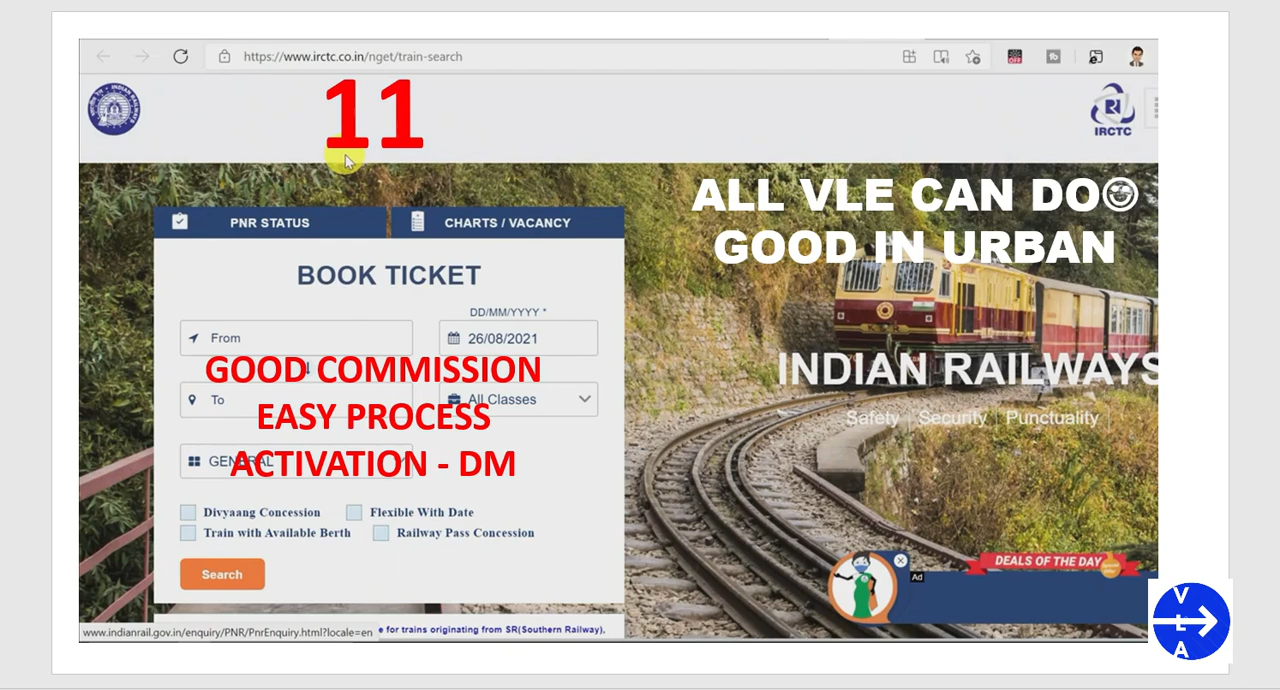 https://www.irctc.co.in/nget/train-search
OFF
INDIAN RAILWAYS
11
IRCTC
ALL VLE CAN DO😁
GOOD IN URBAN
PNR STATUS
CHARTS / VACANCY
BOOK TICKET
DD/MM/YYYY *
From
26/08/2021
GOOD COMMISSION
To
All Classes
EASY PROCESS
GENERAL
ACTIVATION - DM
INDIAN RAILWAYS
Safety | Security | Punctuality
Divyaang Concession
Flexible With Date
Train with Available Berth
Railway Pass Concession
Search
DEALS OF THE DAY
Ad
www.indianrail.gov.in/enquiry/PNR/PnrEnquiry.html?locale=en
e for trains originating from SR(Southern Railway),
V
L
A